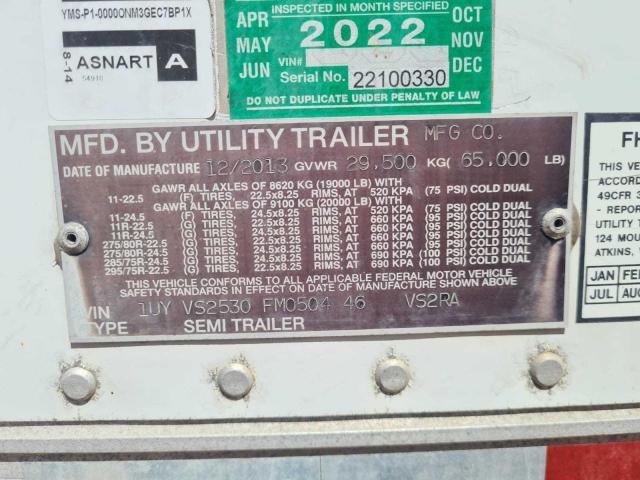 YMS-P1-0000ONM3GEC7BP1X
8-14
ASNART A
54910
INSPECTED IN MONTH SPECIFIED
APR OCT
MAY 2022 NOV
JUN VIN# DEC
Serial No. 22100330
DO NOT DUPLICATE UNDER PENALTY OF LAW
MFD. BY UTILITY TRAILER MFG CO.
DATE OF MANUFACTURE 12/2013 GVWR 29,500 KG( 65,000 LB)
GAWR ALL AXLES OF 8620 KG (19000 LB) WITH
11-22.5 (F) TIRES, 22.5x8.25 RIMS, AT 520 KPA (75 PSI) COLD DUAL
GAWR ALL AXLES OF 9100 KG (20000 LB) WITH
11-24.5 (F) TIRES, 24.5x8.25 RIMS, AT 520 KPA (75 PSI) COLD DUAL
11R-22.5 (G) TIRES, 22.5x8.25 RIMS, AT 660 KPA (95 PSI) COLD DUAL
11R-24.5 (G) TIRES, 24.5x8.25 RIMS, AT 660 KPA (95 PSI) COLD DUAL
275/80R-22.5 (G) TIRES, 22.5x8.25 RIMS, AT 660 KPA (95 PSI) COLD DUAL
275/80R-24.5 (G) TIRES, 24.5x8.25 RIMS, AT 660 KPA (95 PSI) COLD DUAL
285/75R-24.5 (G) TIRES, 24.5x8.25 RIMS, AT 690 KPA (100 PSI) COLD DUAL
295/75R-22.5 (G) TIRES, 22.5x8.25 RIMS, AT 690 KPA (100 PSI) COLD DUAL
THIS VEHICLE CONFORMS TO ALL APPLICABLE FEDERAL MOTOR VEHICLE
SAFETY STANDARDS IN EFFECT ON DATE OF MANUFACTURE SHOWN ABOVE
VIN 1UY VS2530 FM0504 46 VS2RA
TYPE SEMI TRAILER
FH
THIS VE
ACCORD
49CFR 3
- REPOR
UTILITY T
124 MOU
ATKINS, V
JAN FE
JUL AU